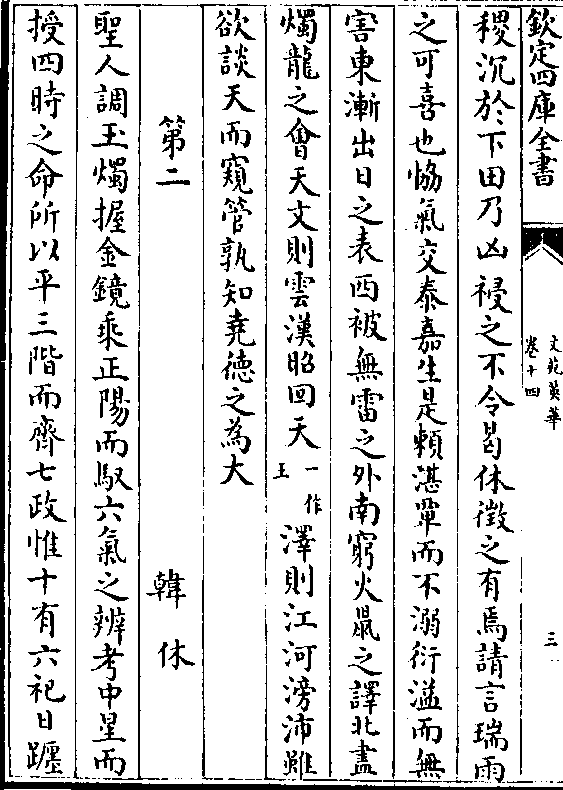 欽定四庫全書
文苑英華
卷十四
三
稷沉於下田乃凶祲之不令曷休徵之有焉請言瑞雨
之可喜也恊氣交泰嘉生是頼湛覃而不溺衍溢而無
害東漸出日之表西被無雷之外南窮火鼠之譯北盡
燭龍之會天文則雲漢昭回天一作王澤則江河滂沛雖
欲談天而窺管孰知堯德之為大
第二 韓休
聖人調玉燭握金鏡乘正陽而馭六氣之辨考中星而
授四時之命所以平三階而齊七政惟十有六祀日躔